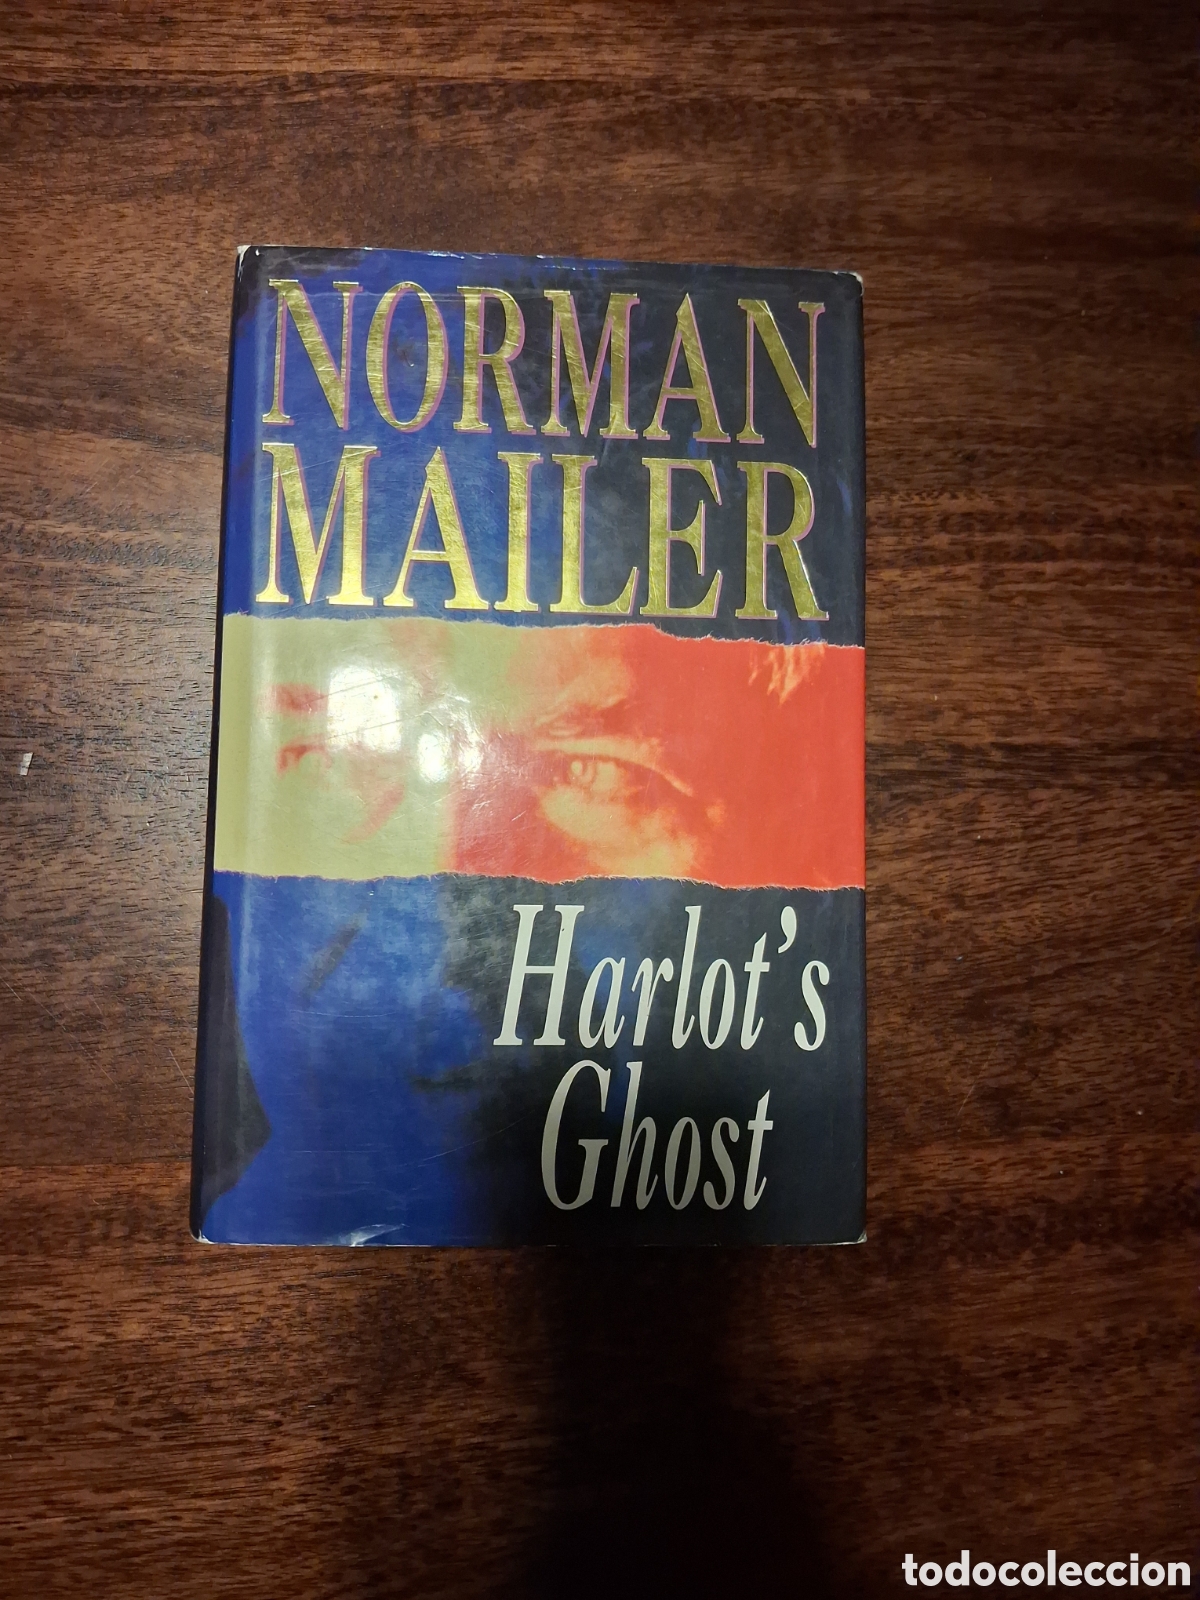 NORMAN
MAILER
Harlot's
Ghost
todocoleccion